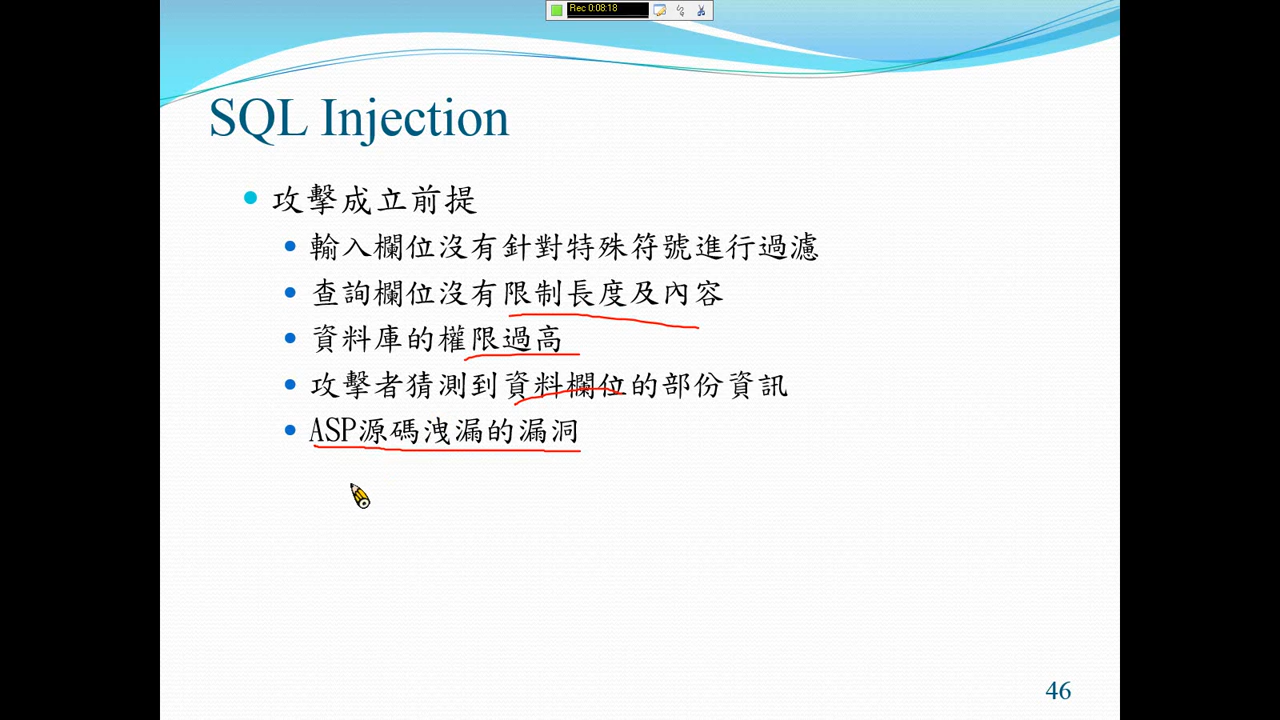 Rec 0:08:18
SQL Injection
攻擊成立前提
輸入欄位沒有針對特殊符號進行過濾
查詢欄位沒有限制長度及內容
資料庫的權限過高
攻擊者猜測到資料欄位的部份資訊
ASP源碼洩漏的漏洞
46